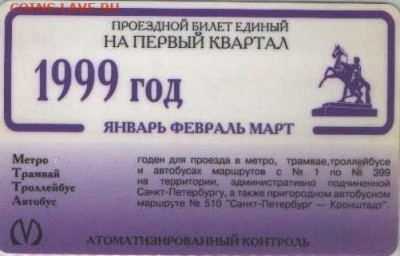 COINS.LAVE.RU
ПРОЕЗДНОЙ БИЛЕТ ЕДИНЫЙ
НА ПЕРВЫЙ КВАРТАЛ
1999 год
ЯНВАРЬ ФЕВРАЛЬ МАРТ
Метро
Трамвай
Троллейбус
Автобус
годен для проезда в метро, трамвае,троллейбусе
и автобусах маршрутов с № 1 по № 399
на территории, административно подчиненной
Санкт-Петербургу, а также пригородном автобусном
маршруте № 510 "Санкт-Петербург — Кронштадт".
АТОМАТИЗИРОВАННЫЙ КОНТРОЛЬ